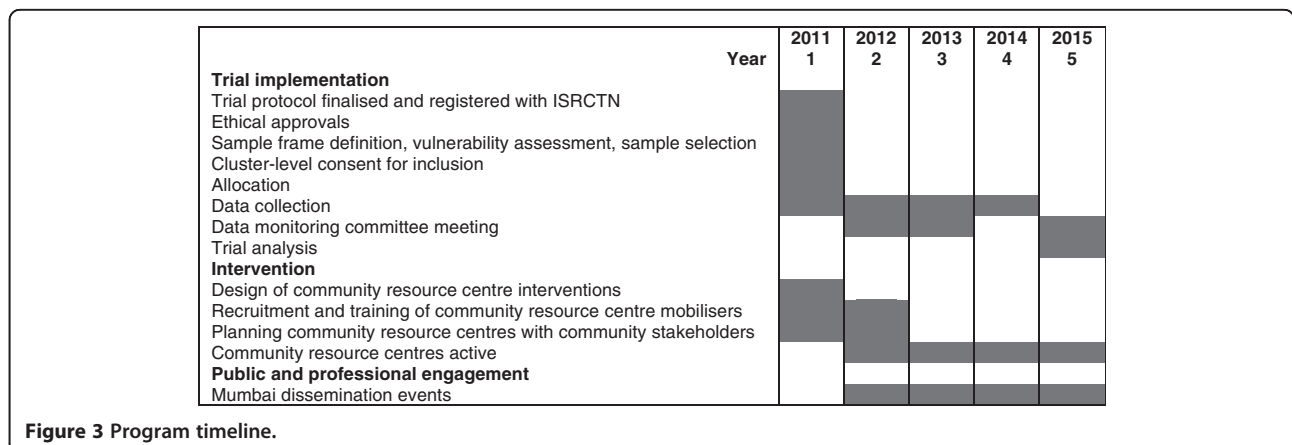 2011 2012 2013 2014 2015
Year 1 2 3 4 5
Trial implementation
Trial protocol finalised and registered with ISRCTN
Ethical approvals
Sample frame definition, vulnerability assessment, sample selection
Cluster-level consent for inclusion
Allocation
Data collection
Data monitoring committee meeting
Trial analysis
Intervention
Design of community resource centre interventions
Recruitment and training of community resource centre mobilisers
Planning community resource centres with community stakeholders
Community resource centres active
Public and professional engagement
Mumbai dissemination events
Figure 3 Program timeline.